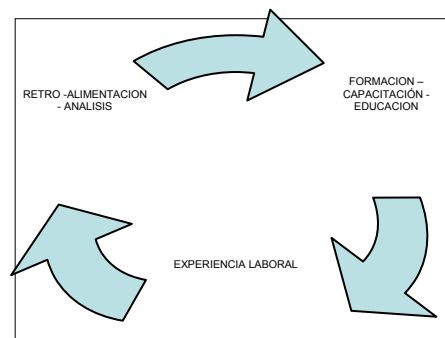 RETRO -ALIMENTACION
- ANALISIS
FORMACION –
CAPACITACIÓN -
EDUCACION
EXPERIENCIA LABORAL